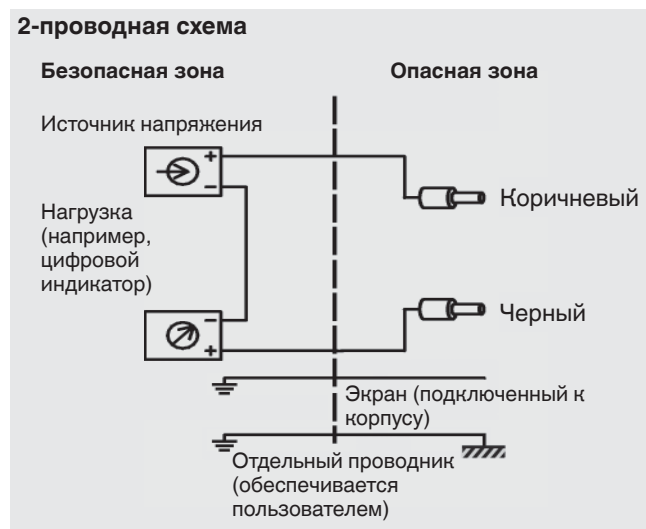 2-проводная схема
Безопасная зона
Опасная зона
Источник напряжения
+
−
Коричневый
Нагрузка
(например,
цифровой
индикатор)
−
+
Черный
Экран (подключенный к
корпусу)
Отдельный проводник
(обеспечивается
пользователем)